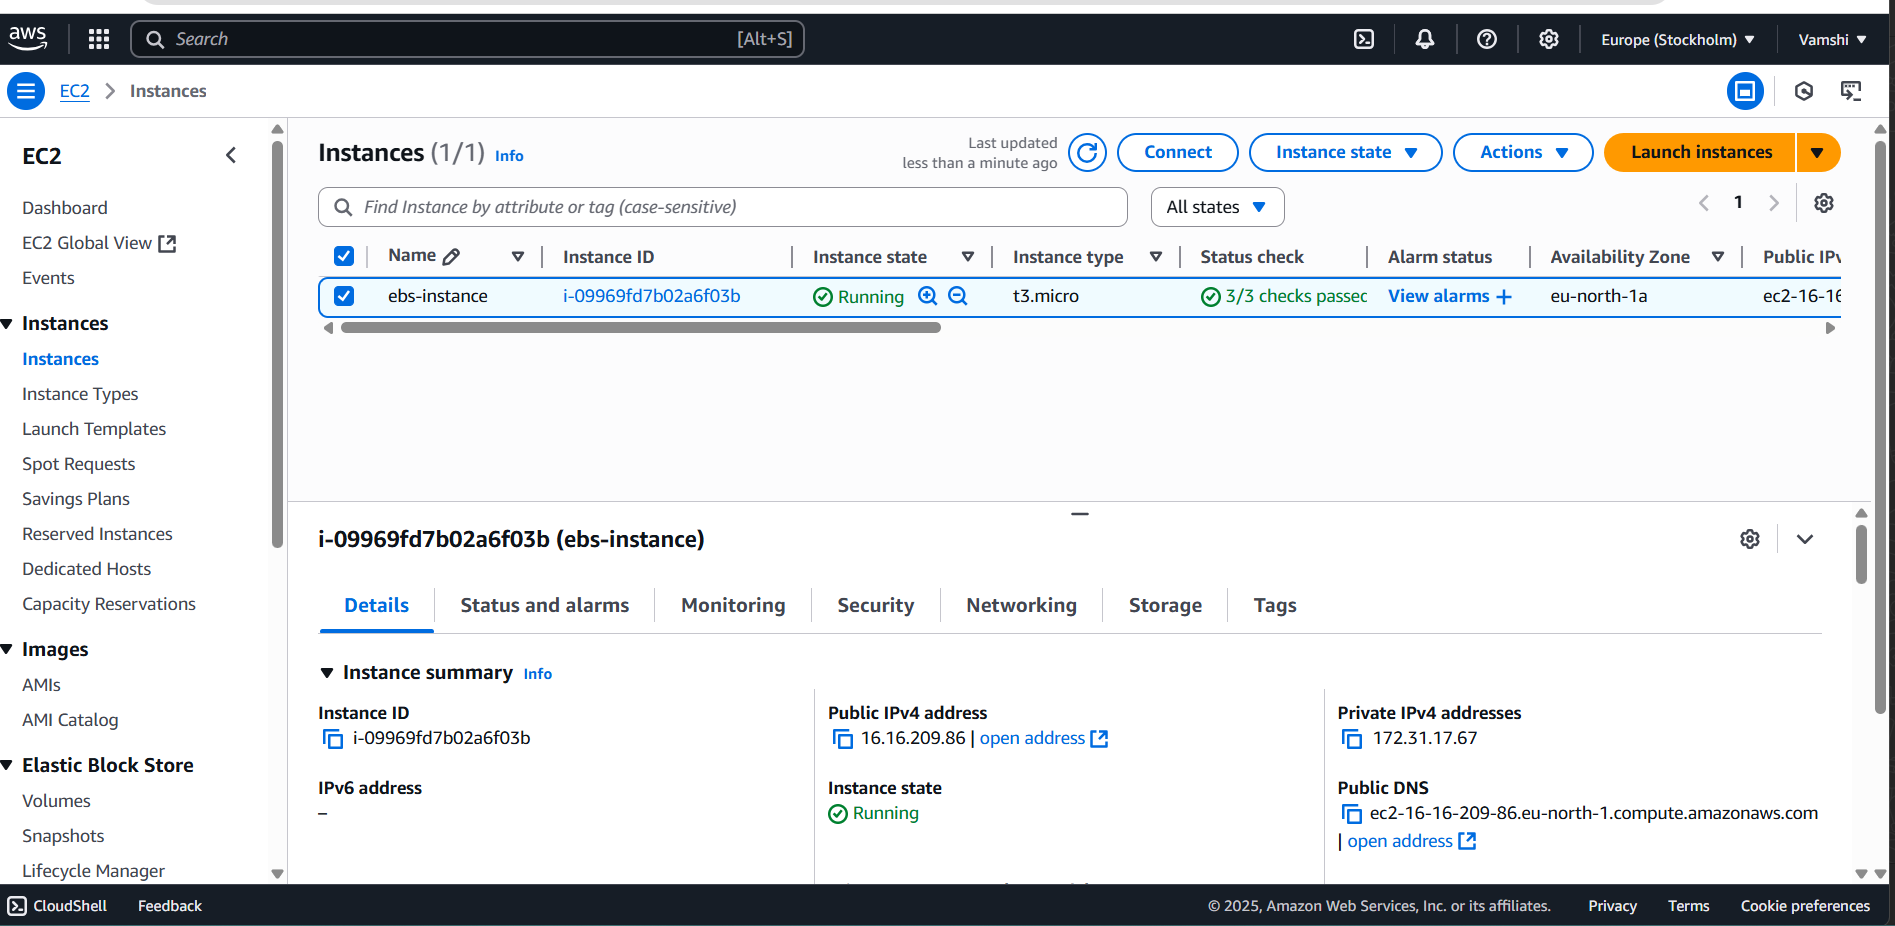 aws
Search [Alt+S]
Europe (Stockholm)
Vamshi
EC2
Instances
EC2
Dashboard
EC2 Global View
Events
Instances
Instances
Instance Types
Launch Templates
Spot Requests
Savings Plans
Reserved Instances
Dedicated Hosts
Capacity Reservations
Images
AMIs
AMI Catalog
Elastic Block Store
Volumes
Snapshots
Lifecycle Manager
Instances (1/1) Info
Last updated
less than a minute ago
Connect
Instance state
Actions
Launch instances
Find Instance by attribute or tag (case-sensitive)
All states
1
Name Instance ID Instance state Instance type Status check Alarm status Availability Zone Public IPv
ebs-instance i-09969fd7b02a6f03b Running t3.micro 3/3 checks passed View alarms + eu-north-1a ec2-16-16
i-09969fd7b02a6f03b (ebs-instance)
Details Status and alarms Monitoring Security Networking Storage Tags
Instance summary Info
Instance ID
i-09969fd7b02a6f03b
IPv6 address
–
Public IPv4 address
16.16.209.86 | open address
Instance state
Running
Private IPv4 addresses
172.31.17.67
Public DNS
ec2-16-16-209-86.eu-north-1.compute.amazonaws.com
| open address
CloudShell Feedback © 2025, Amazon Web Services, Inc. or its affiliates. Privacy Terms Cookie preferences